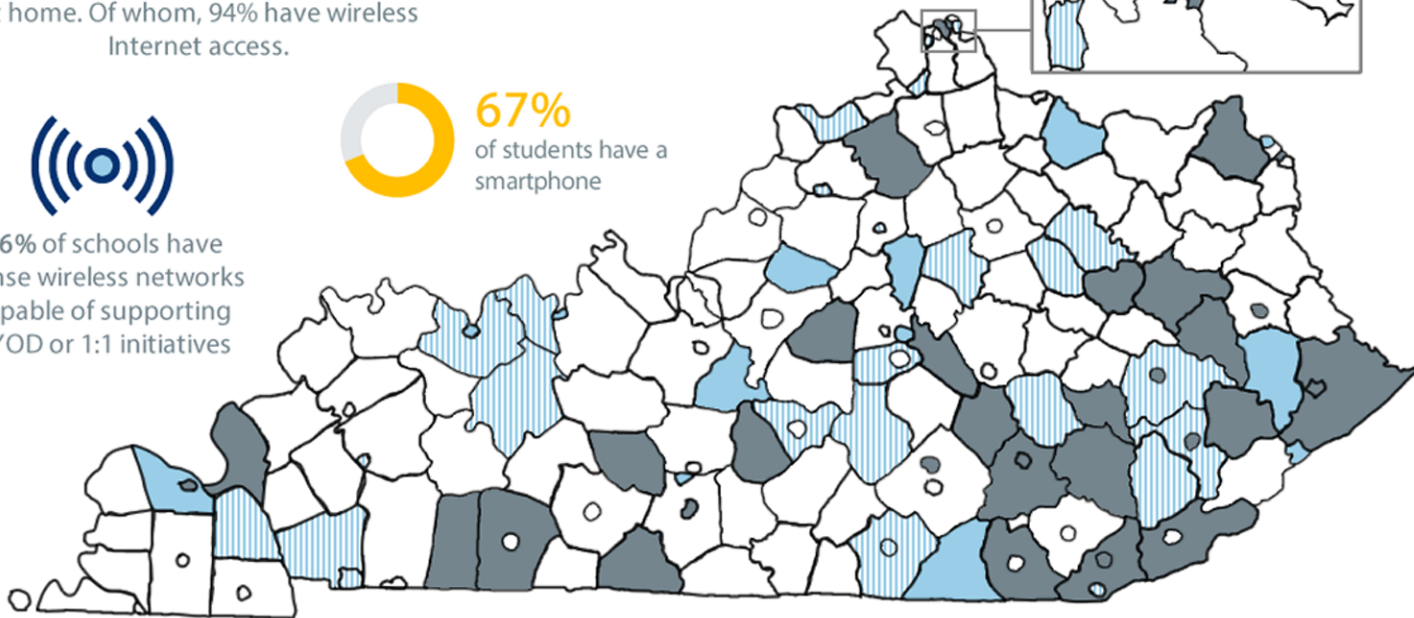 home. Of whom, 94% have wireless
Internet access.
67%
of students have a
smartphone
6% of schools have
wireless networks
of supporting
or 1:1 initiatives